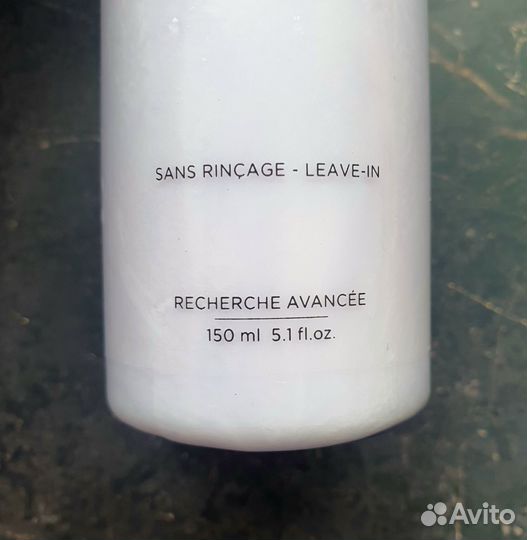 SANS RINÇAGE - LEAVE-IN
RECHERCHE AVANCÉE
150 ml 5.1 fl.oz.
Avito